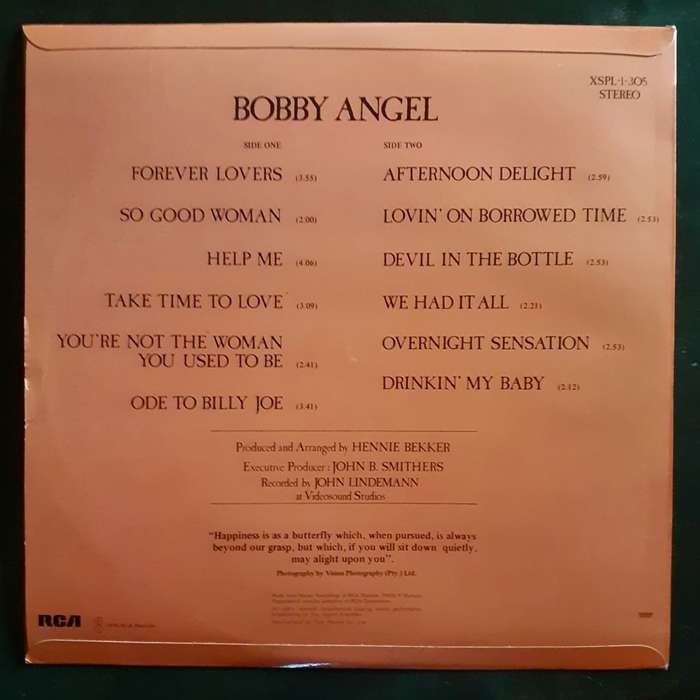 XSPL-1-305
STEREO
BOBBY ANGEL
SIDE ONE
FOREVER LOVERS (3.55)
SO GOOD WOMAN (2:00)
HELP ME (4.06)
TAKE TIME TO LOVE (3.09)
YOU'RE NOT THE WOMAN
YOU USED TO BE (2:41)
ODE TO BILLY JOE (3:41)
SIDE TWO
AFTERNOON DELIGHT (2.59)
LOVIN' ON BORROWED TIME (2.53)
DEVIL IN THE BOTTLE (2.53)
WE HAD IT ALL (2:21)
OVERNIGHT SENSATION (2.53)
DRINKIN' MY BABY (2:12)
Produced and Arranged by HENNIE BEKKER
Executive Producer: JOHN B. SMITHERS
Recorded by JOHN LINDEMANN
at Videosound Studios
"Happiness is as a butterfly which, when pursued, is always
beyond our grasp, but which, if you will sit down quietly,
may alight upon you".
Photography by Vision Photography (Pty.) Ltd.
RCA